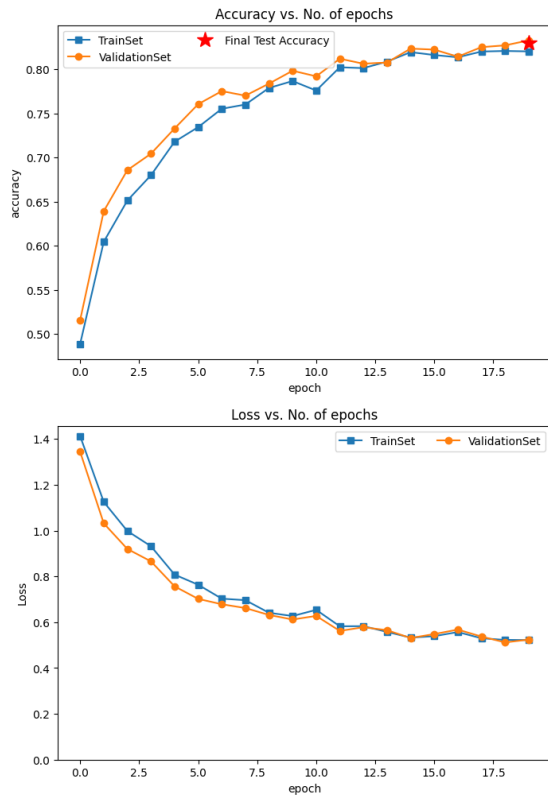 Accuracy vs. No. of epochs
TrainSet
Final Test Accuracy
ValidationSet
0.80
0.75
0.70
0.65
0.60
0.55
0.50
accuracy
0.0 2.5 5.0 7.5 10.0 12.5 15.0 17.5
epoch
Loss vs. No. of epochs
TrainSet
ValidationSet
1.4
1.2
1.0
0.8
0.6
0.4
0.2
0.0
Loss
0.0 2.5 5.0 7.5 10.0 12.5 15.0 17.5
epoch